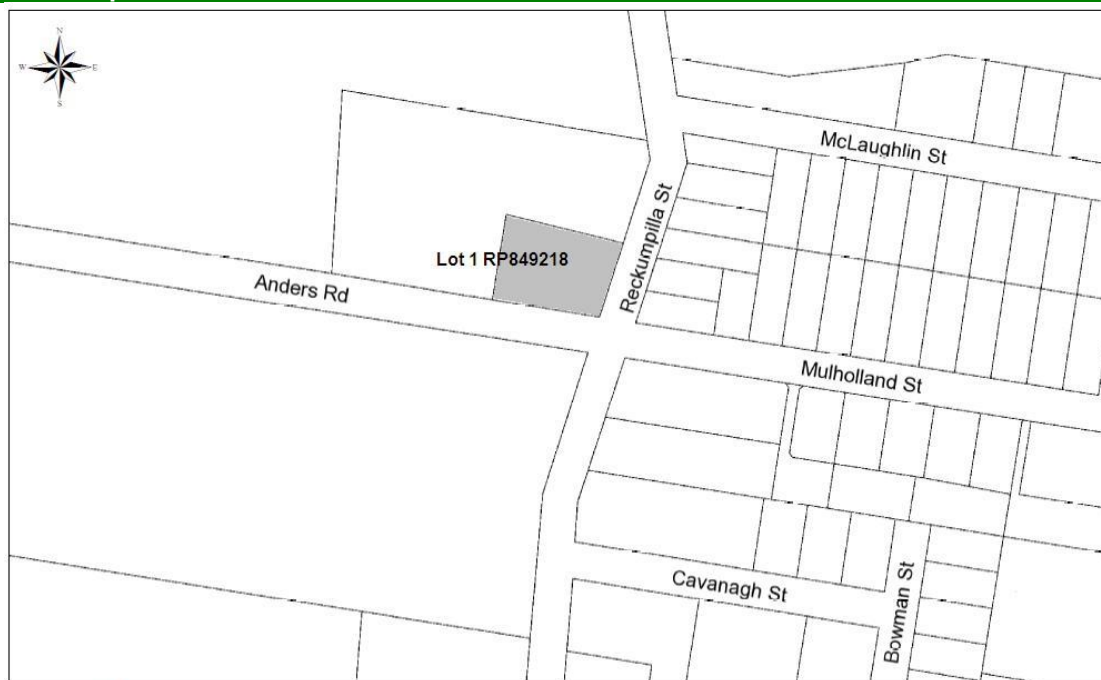 N
W E
S
McLaughlin St
Reckumpilla St
Lot 1 RP849218
Anders Rd
Mulholland St
Cavanagh St
Bowman St